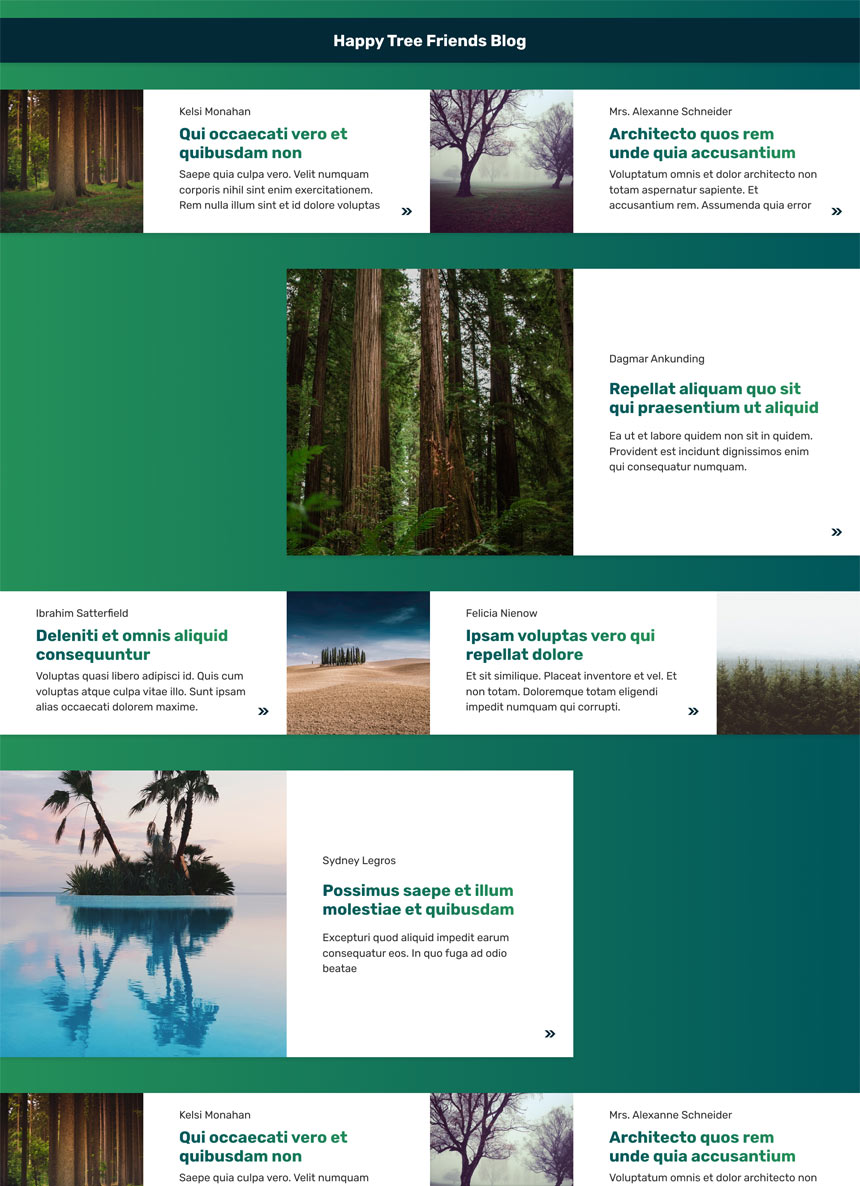 Happy Tree Friends Blog
Kelsi Monahan
Qui occaecati vero et
quibusdam non
Saepe quia culpa vero. Velit numquam
corporis nihil sint enim exercitationem.
Rem nulla illum sint et id dolore voluptas
»
Mrs. Alexanne Schneider
Architecto quos rem
unde quia accusantium
Voluptatum omnis et dolor architecto non
totam aspernatur sapiente. Et
accusantium rem. Assumenda quia error
»
Dagmar Ankunding
Repellat aliquam quo sit
qui praesentium ut aliquid
Ea ut et labore quidem non sit in quidem.
Provident est incidunt dignissimos enim
qui consequatur numquam.
»
Ibrahim Satterfield
Deleniti et omnis aliquid
consequuntur
Voluptas quasi libero adipisci id. Quis cum
voluptas atque culpa vitae illo. Sunt ipsam
alias occaecati dolorem maxime.
»
Felicia Nienow
Ipsam voluptas vero qui
repellat dolore
Et sit similique. Placeat inventore et vel. Et
non totam. Doloremque totam eligendi
impedit numquam qui corrupti.
»
Sydney Legros
Possimus saepe et illum
molestiae et quibusdam
Excepturi quod aliquid impedit earum
consequatur eos. In quo fuga ad odio
beatae
»
Kelsi Monahan
Qui occaecati vero et
quibusdam non
Saepe quia culpa vero. Velit numquam
Mrs. Alexanne Schneider
Architecto quos rem
unde quia accusantium
Voluptatum omnis et dolor architecto non